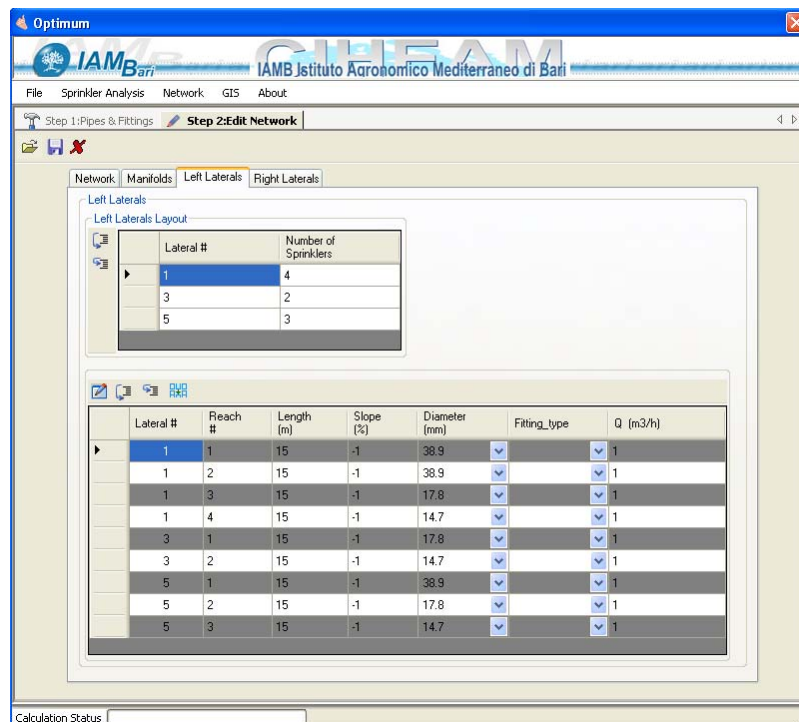 Optimum
IAMBari
CIHEAM
IAMB Istituto Agronomico Mediterraneo di Bari
File Sprinkler Analysis Network GIS About
Step 1:Pipes & Fittings Step 2:Edit Network
Network Manifolds Left Laterals Right Laterals
Left Laterals
Left Laterals Layout
Lateral # Number of Sprinklers
1 4
3 2
5 3
Lateral # Reach # Length (m) Slope (%) Diameter (mm) Fitting_type Q (m3/h)
1 1 15 -1 38.9 1
1 2 15 -1 38.9 1
1 3 15 -1 17.8 1
1 4 15 -1 14.7 1
3 1 15 -1 17.8 1
3 2 15 -1 14.7 1
5 1 15 -1 38.9 1
5 2 15 -1 17.8 1
5 3 15 -1 14.7 1
Calculation Status